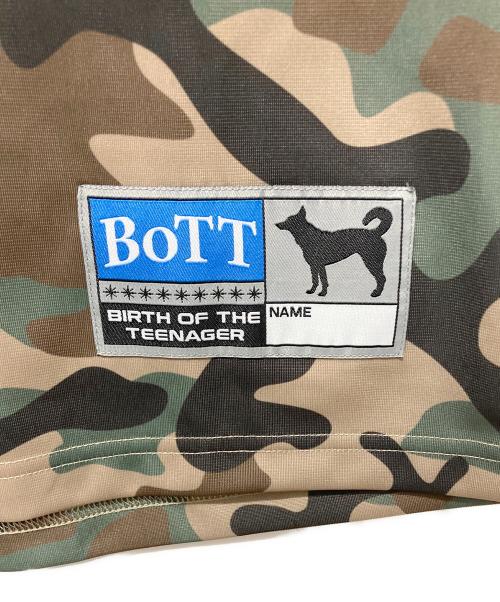 BoTT
*********
BIRTH OF THE
TEENAGER
NAME